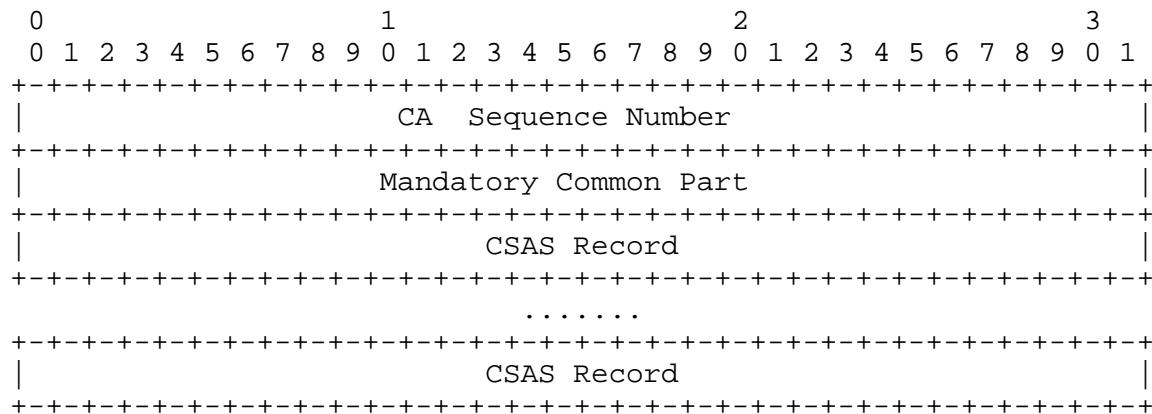 0                   1                   2                   3
0 1 2 3 4 5 6 7 8 9 0 1 2 3 4 5 6 7 8 9 0 1 2 3 4 5 6 7 8 9 0 1
+-+-+-+-+-+-+-+-+-+-+-+-+-+-+-+-+-+-+-+-+-+-+-+-+-+-+-+-+-+-+-+-+
|                     CA  Sequence Number                       |
+-+-+-+-+-+-+-+-+-+-+-+-+-+-+-+-+-+-+-+-+-+-+-+-+-+-+-+-+-+-+-+-+
|                    Mandatory Common Part                      |
+-+-+-+-+-+-+-+-+-+-+-+-+-+-+-+-+-+-+-+-+-+-+-+-+-+-+-+-+-+-+-+-+
|                          CSAS Record                          |
+-+-+-+-+-+-+-+-+-+-+-+-+-+-+-+-+-+-+-+-+-+-+-+-+-+-+-+-+-+-+-+-+
.......
+-+-+-+-+-+-+-+-+-+-+-+-+-+-+-+-+-+-+-+-+-+-+-+-+-+-+-+-+-+-+-+-+
|                          CSAS Record                          |
+-+-+-+-+-+-+-+-+-+-+-+-+-+-+-+-+-+-+-+-+-+-+-+-+-+-+-+-+-+-+-+-+